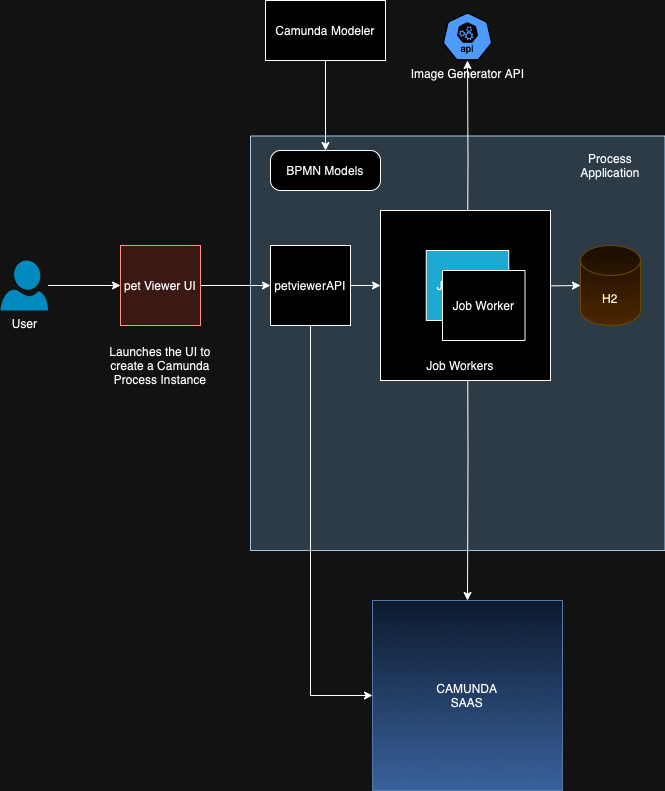 Camunda Modeler
api
Image Generator API
BPMN Models
Process
Application
User
pet Viewer UI
Launches the UI to
create a Camunda
Process Instance
petviewerAPI
J
Job Worker
Job Workers
H2
CAMUNDA
SAAS